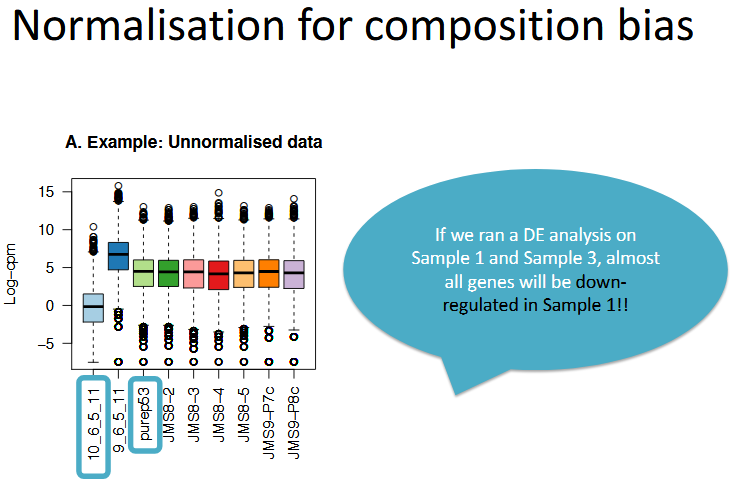 Normalisation for composition bias
A. Example: Unnormalised data
Log-cpm
15
10
5
0
−5
10_6_5_11
9_6_5_11
purep53
JMS8-2
JMS8-3
JMS8-4
JMS8-5
JMS9-P7c
JMS9-P8c
If we ran a DE analysis on
Sample 1 and Sample 3, almost
all genes will be down-
regulated in Sample 1!!